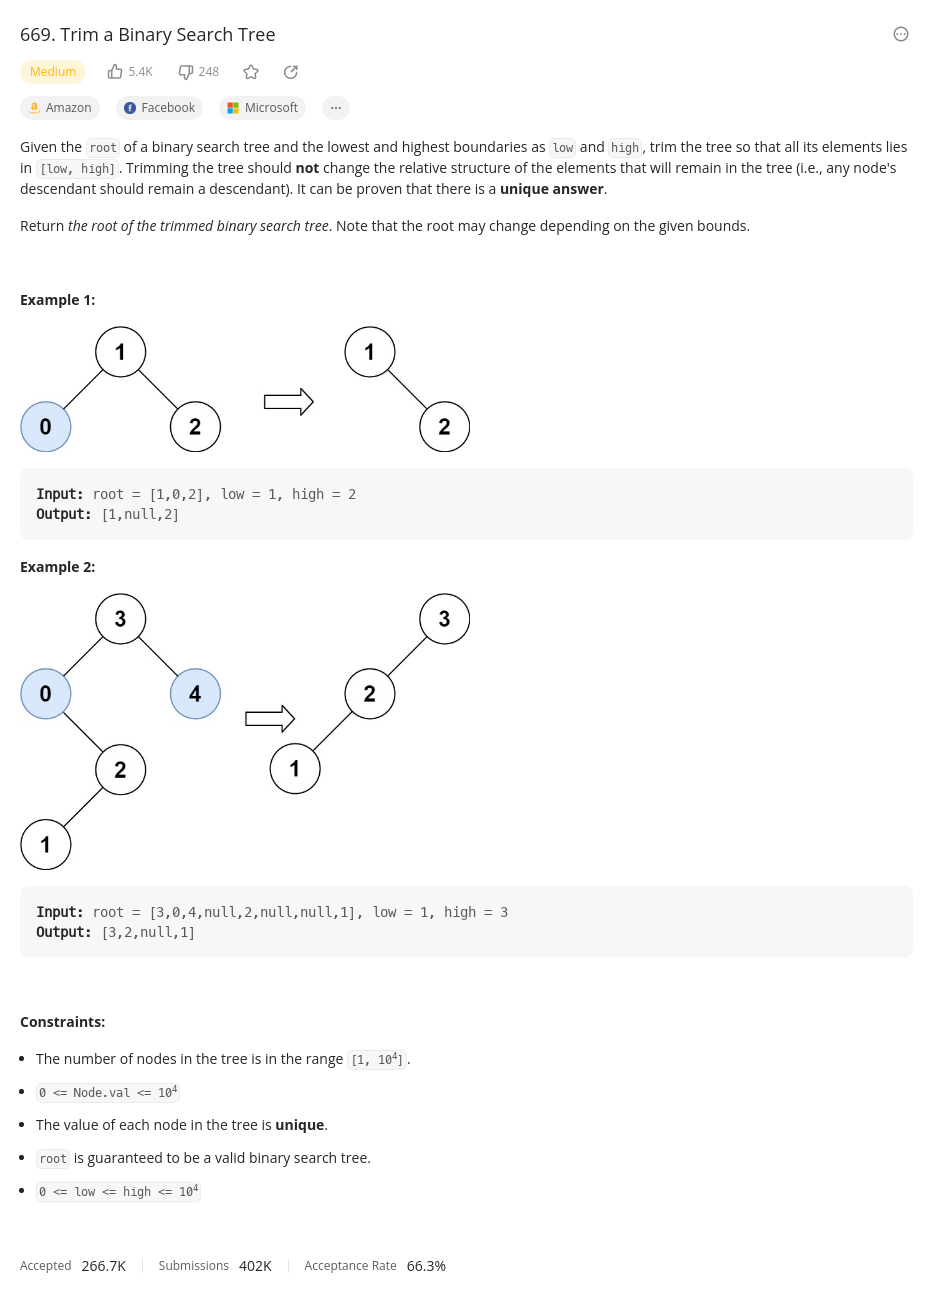 669. Trim a Binary Search Tree
Medium 5.4K 248
Amazon Facebook Microsoft ...
Given the root of a binary search tree and the lowest and highest boundaries as low and high, trim the tree so that all its elements lies
in [low, high]. Trimming the tree should not change the relative structure of the elements that will remain in the tree (i.e., any node's
descendant should remain a descendant). It can be proven that there is a unique answer.
Return the root of the trimmed binary search tree. Note that the root may change depending on the given bounds.
Example 1:
1 1
0 2 2
Input: root = [1,0,2], low = 1, high = 2
Output: [1,null,2]
Example 2:
3 3
0 4 2
2 1
1
Input: root = [3,0,4,null,2,null,null,1], low = 1, high = 3
Output: [3,2,null,1]
Constraints:
• The number of nodes in the tree is in the range [1, 10⁴].
• 0 <= Node.val <= 10⁴
• The value of each node in the tree is unique.
• root is guaranteed to be a valid binary search tree.
• 0 <= low <= high <= 10⁴
Accepted 266.7K Submissions 402K Acceptance Rate 66.3%